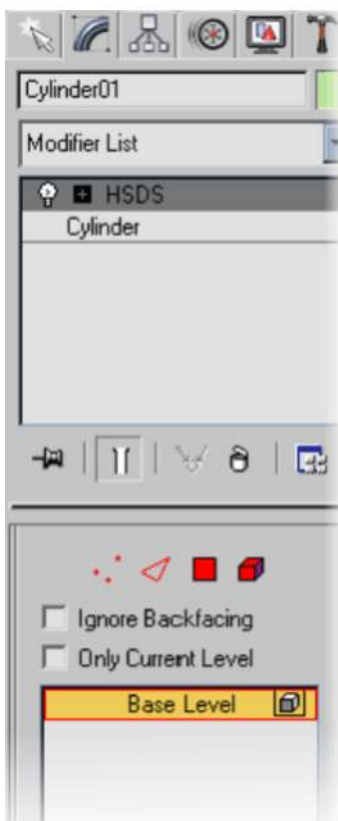 Cylinder01
Modifier List
HSDS
Cylinder
Ignore Backfacing
Only Current Level
Base Level